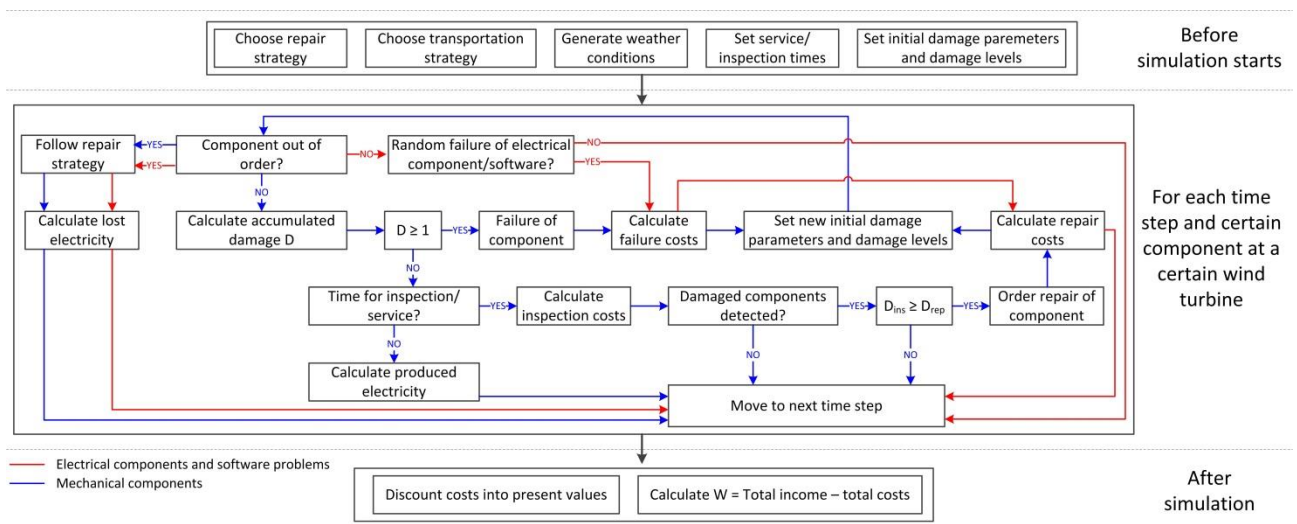 Choose repair
strategy
Choose transportation
strategy
Generate weather
conditions
Set service/
inspection times
Set initial damage paremeters
and damage levels
Before
simulation starts
Follow repair
strategy
YES
YES
Component out of
order?
NO
Random failure of electrical
component/software?
NO
YES
NO
Calculate lost
electricity
Calculate accumulated
damage D
D ≥ 1
YES
Failure of
component
Calculate
failure costs
Set new initial damage
parameters and damage levels
Calculate repair
costs
For each time
step and certain
component at a
certain wind
turbine
NO
Time for inspection/
service?
YES
Calculate
inspection costs
Damaged components
detected?
YES
Dins ≥ Drep
YES
Order repair of
component
NO
NO
NO
Calculate produced
electricity
Move to next time step
Electrical components and software problems
Mechanical components
Discount costs into present values
Calculate W = Total income – total costs
After
simulation